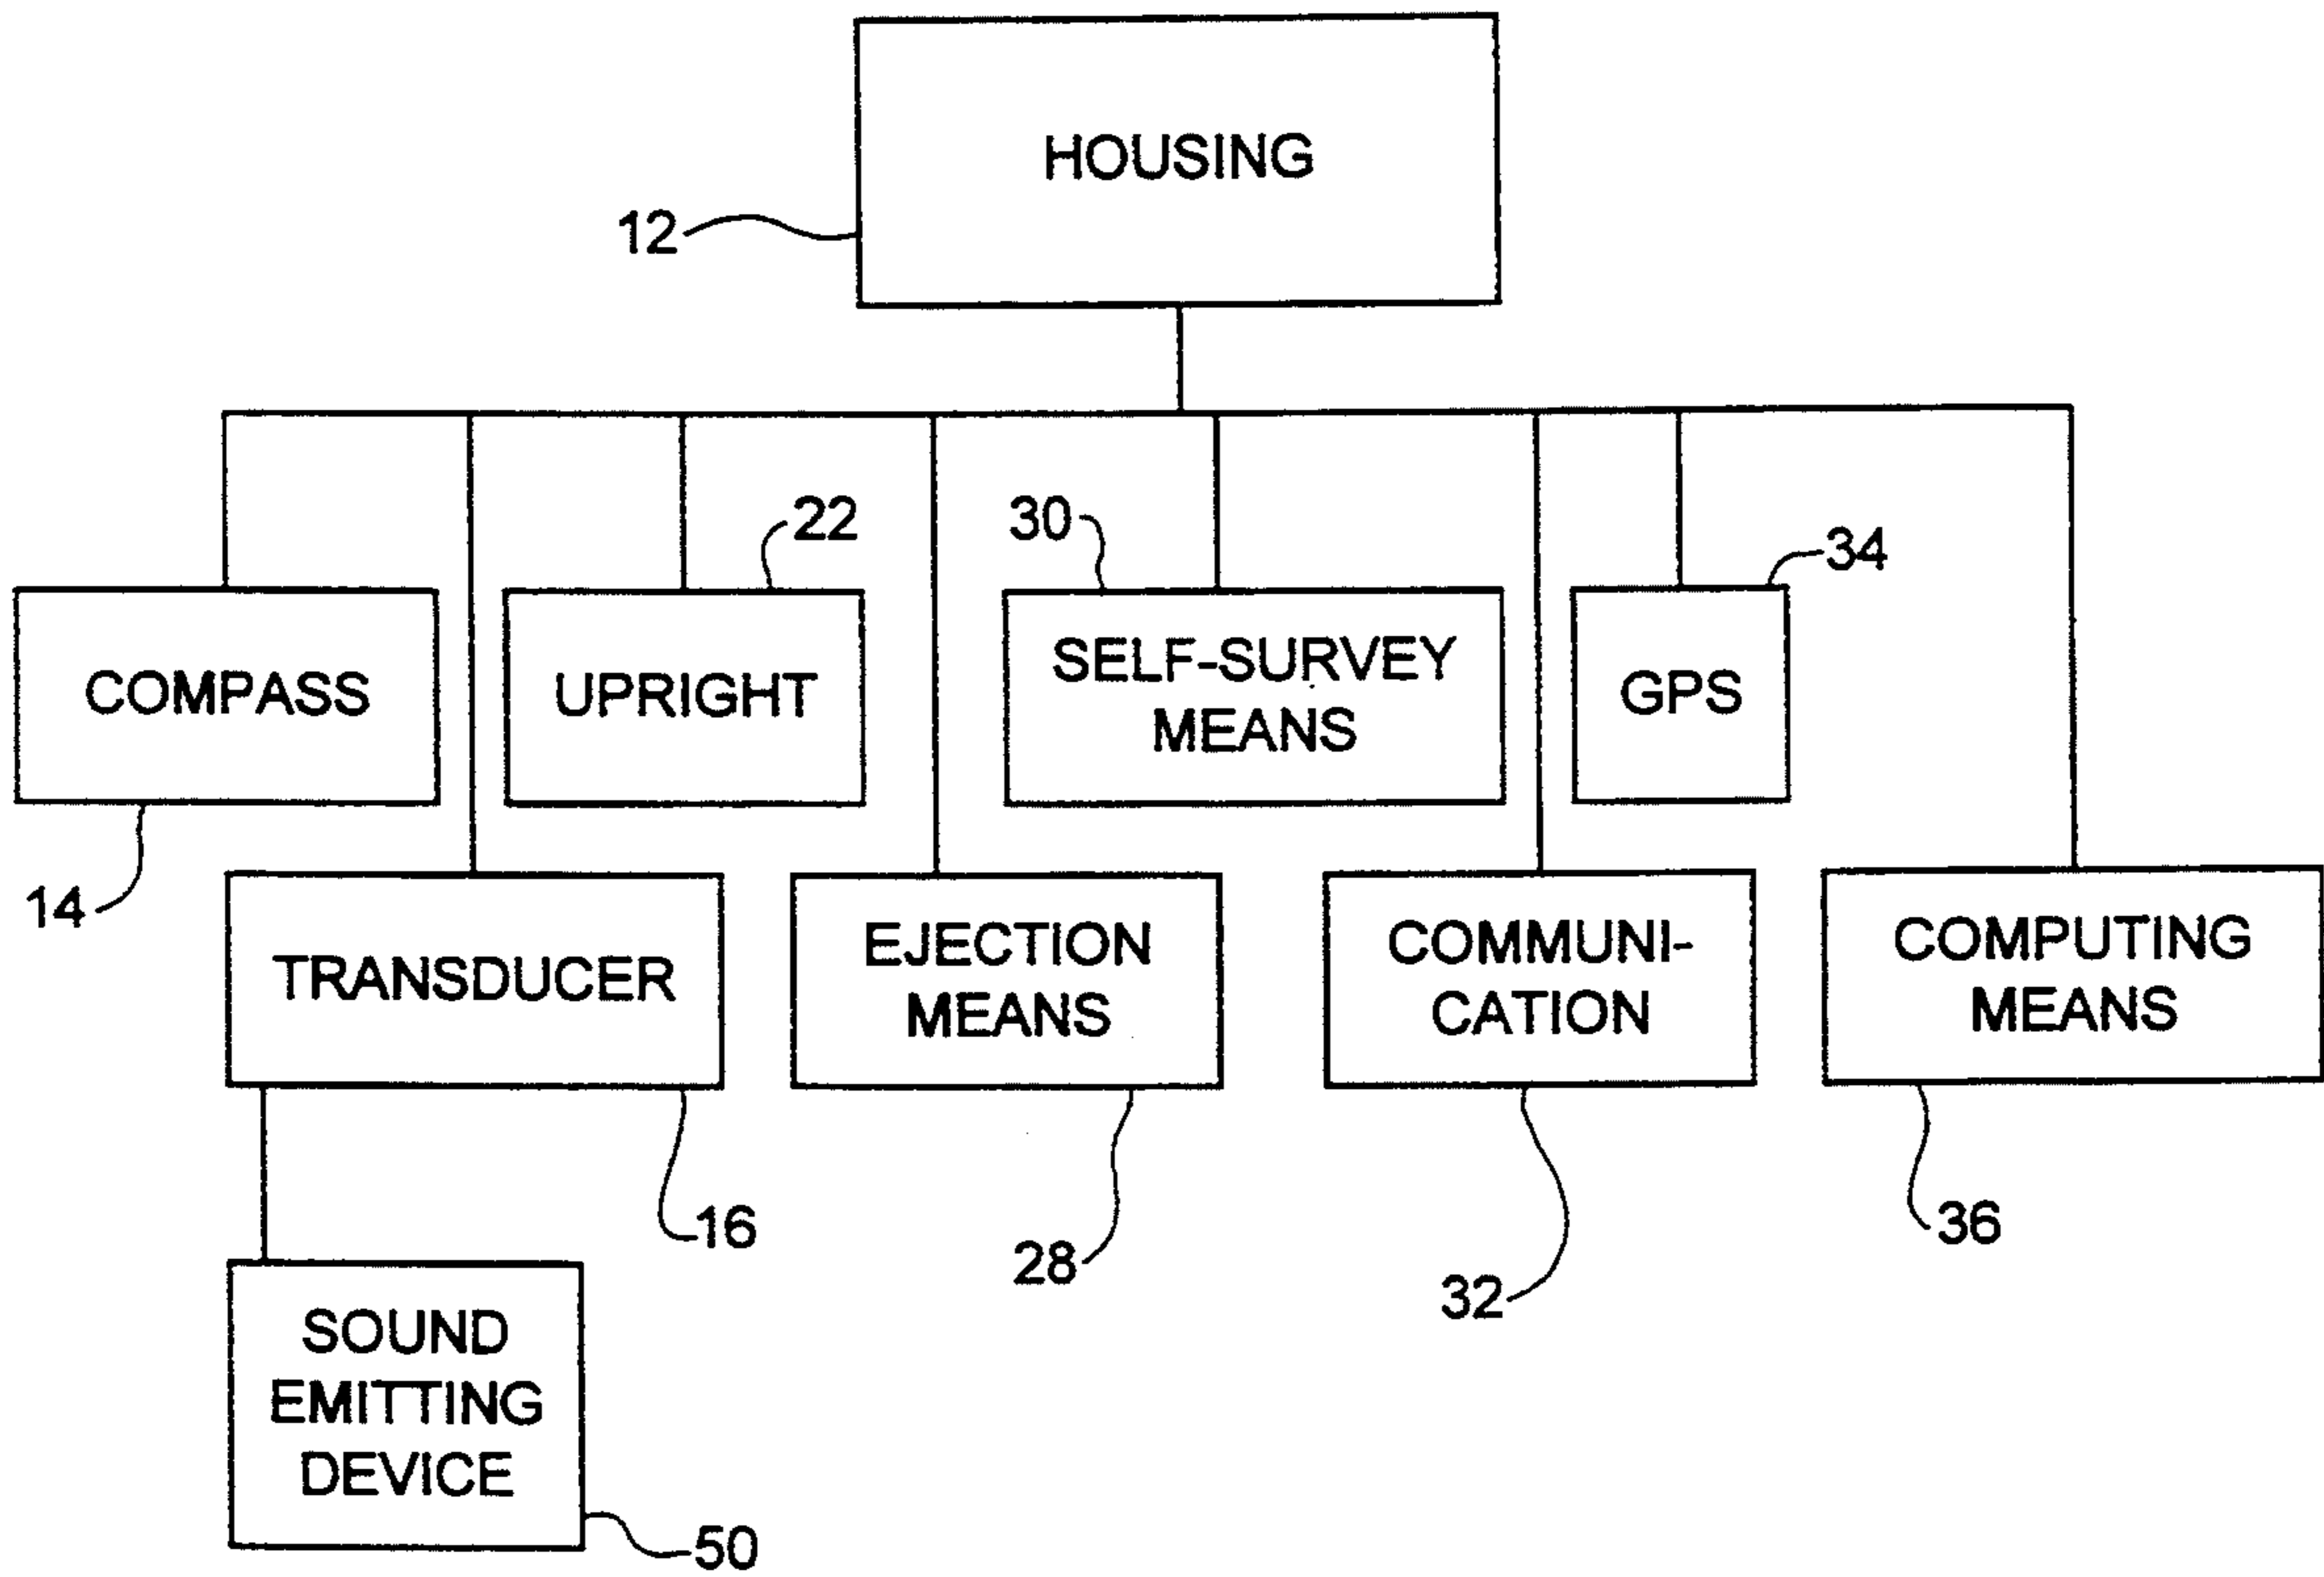 HOUSING
12
22
30
34
COMPASS
UPRIGHT
SELF-SURVEY
MEANS
GPS
14
TRANSDUCER
EJECTION
MEANS
COMMUNI-
CATION
COMPUTING
MEANS
16
28
32
36
SOUND
EMITTING
DEVICE
50